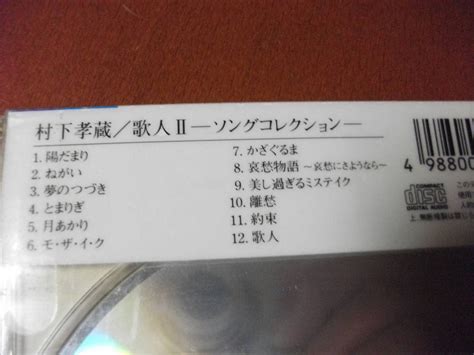 村下孝蔵／歌人Ⅱ―ソングコレクション―
1. 陽だまり
2. ねがい
3. 夢のつづき
4. とまりぎ
5. 月あかり
6. モ・ザ・イ・ク
7. かざぐるま
8. 哀愁物語 ～哀愁にさようなら～
9. 美し過ぎるミステイク
10. 離愁
11. 約束
12. 歌人
4 98800
COMPACT
disc
DIGITAL AUDIO